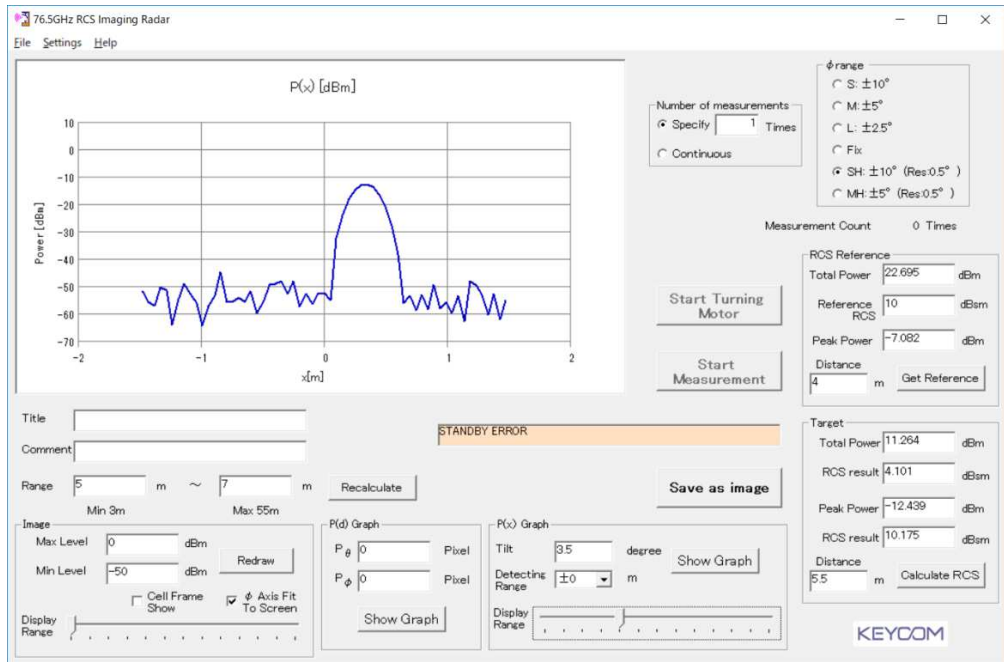 76.5GHz RCS Imaging Radar
File Settings Help
P(x) [dBm]
Power [dBm]
10
0
-10
-20
-30
-40
-50
-60
-70
-2 -1 0 1 2
x[m]
Number of measurements
Specify 1 Times
Continuous
φ range
S: ±10°
M: ±5°
L: ±2.5°
Fix
SH: ±10° (Res:0.5° )
MH: ±5° (Res:0.5° )
Measurement Count 0 Times
Start Turning
Motor
Start
Measurement
RCS Reference
Total Power 22.695 dBm
Reference
RCS 10 dBsm
Peak Power -7.082 dBm
Distance
4 m Get Reference
Title
Comment
STANDBY ERROR
Range 5 m ~ 7 m Recalculate
Min 3m Max 55m
Save as image
Target
Total Power 11.264 dBm
RCS result 4.101 dBsm
Peak Power -12.439 dBm
RCS result 10.175 dBsm
Distance
5.5 m Calculate RCS
Image
Max Level 0 dBm
Min Level -50 dBm
Redraw
Cell Frame
Show
φ Axis Fit
To Screen
Display
Range
P(d) Graph
Pθ 0 Pixel
Pφ 0 Pixel
Show Graph
P(x) Graph
Tilt 3.5 degree
Show Graph
Detecting
Range ±0 m
Display
Range
KEYCOM